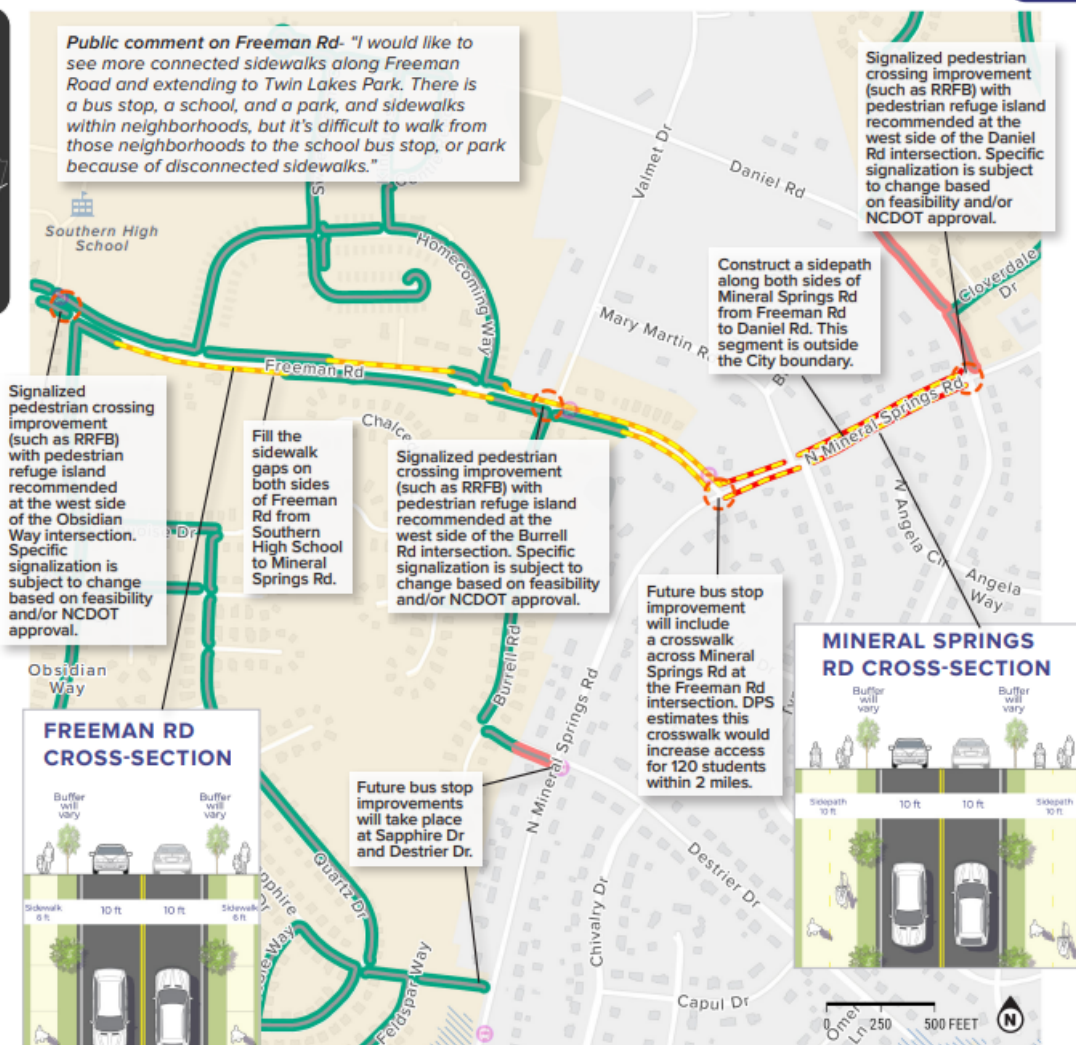 Public comment on Freeman Rd- “I would like to
see more connected sidewalks along Freeman
Road and extending to Twin Lakes Park. There is
a bus stop, a school, and a park, and sidewalks
within neighborhoods, but it’s difficult to walk from
those neighborhoods to the school bus stop, or park
because of disconnected sidewalks.”
Signalized pedestrian
crossing improvement
(such as RRFB) with
pedestrian refuge island
recommended at the
west side of the Daniel
Rd intersection. Specific
signalization is subject
to change based
on feasibility and/or
NCDOT approval.
Valmet Dr
Daniel Rd
Southern High
School
Homecoming Way
Cloverdale
Dr
Construct a sidepath
along both sides of
Mineral Springs Rd
from Freeman Rd
to Daniel Rd. This
segment is outside
the City boundary.
Mary Martin R
Freeman Rd
N Mineral Springs Rd
Signalized
pedestrian crossing
improvement
(such as RRFB)
with pedestrian
refuge island
recommended
at the west side
of the Obsidian
Way intersection.
Specific
signalization is
subject to change
based on feasibility
and/or NCDOT
approval.
Fill the
sidewalk
gaps on
both sides
of Freeman
Rd from
Southern
High School
to Mineral
Springs Rd.
Chalce
Signalized pedestrian
crossing improvement
(such as RRFB) with
pedestrian refuge island
recommended at the
west side of the Burrell
Rd intersection. Specific
signalization is subject to
change based on feasibility
and/or NCDOT approval.
N Angela Cir
Angela
Way
Future bus stop
improvement
will include
a crosswalk
across Mineral
Springs Rd at
the Freeman Rd
intersection. DPS
estimates this
crosswalk would
increase access
for 120 students
within 2 miles.
Obsidian
Way
Burrell Rd
N Mineral Springs Rd
MINERAL SPRINGS
RD CROSS-SECTION
Buffer
will
vary
Buffer
will
vary
Sidepath
10 ft
10 ft
10 ft
Sidepath
10 ft
FREEMAN RD
CROSS-SECTION
Buffer
will
vary
Buffer
will
vary
Sidewalk
6 ft
10 ft
10 ft
Sidewalk
6 ft
Future bus stop
improvements
will take place
at Sapphire Dr
and Destrier Dr.
Quartz Dr
Destrier Dr
Chivalry Dr
Feldspar Way
Capul Dr
Omer
Ln
0 250 500 FEET
N